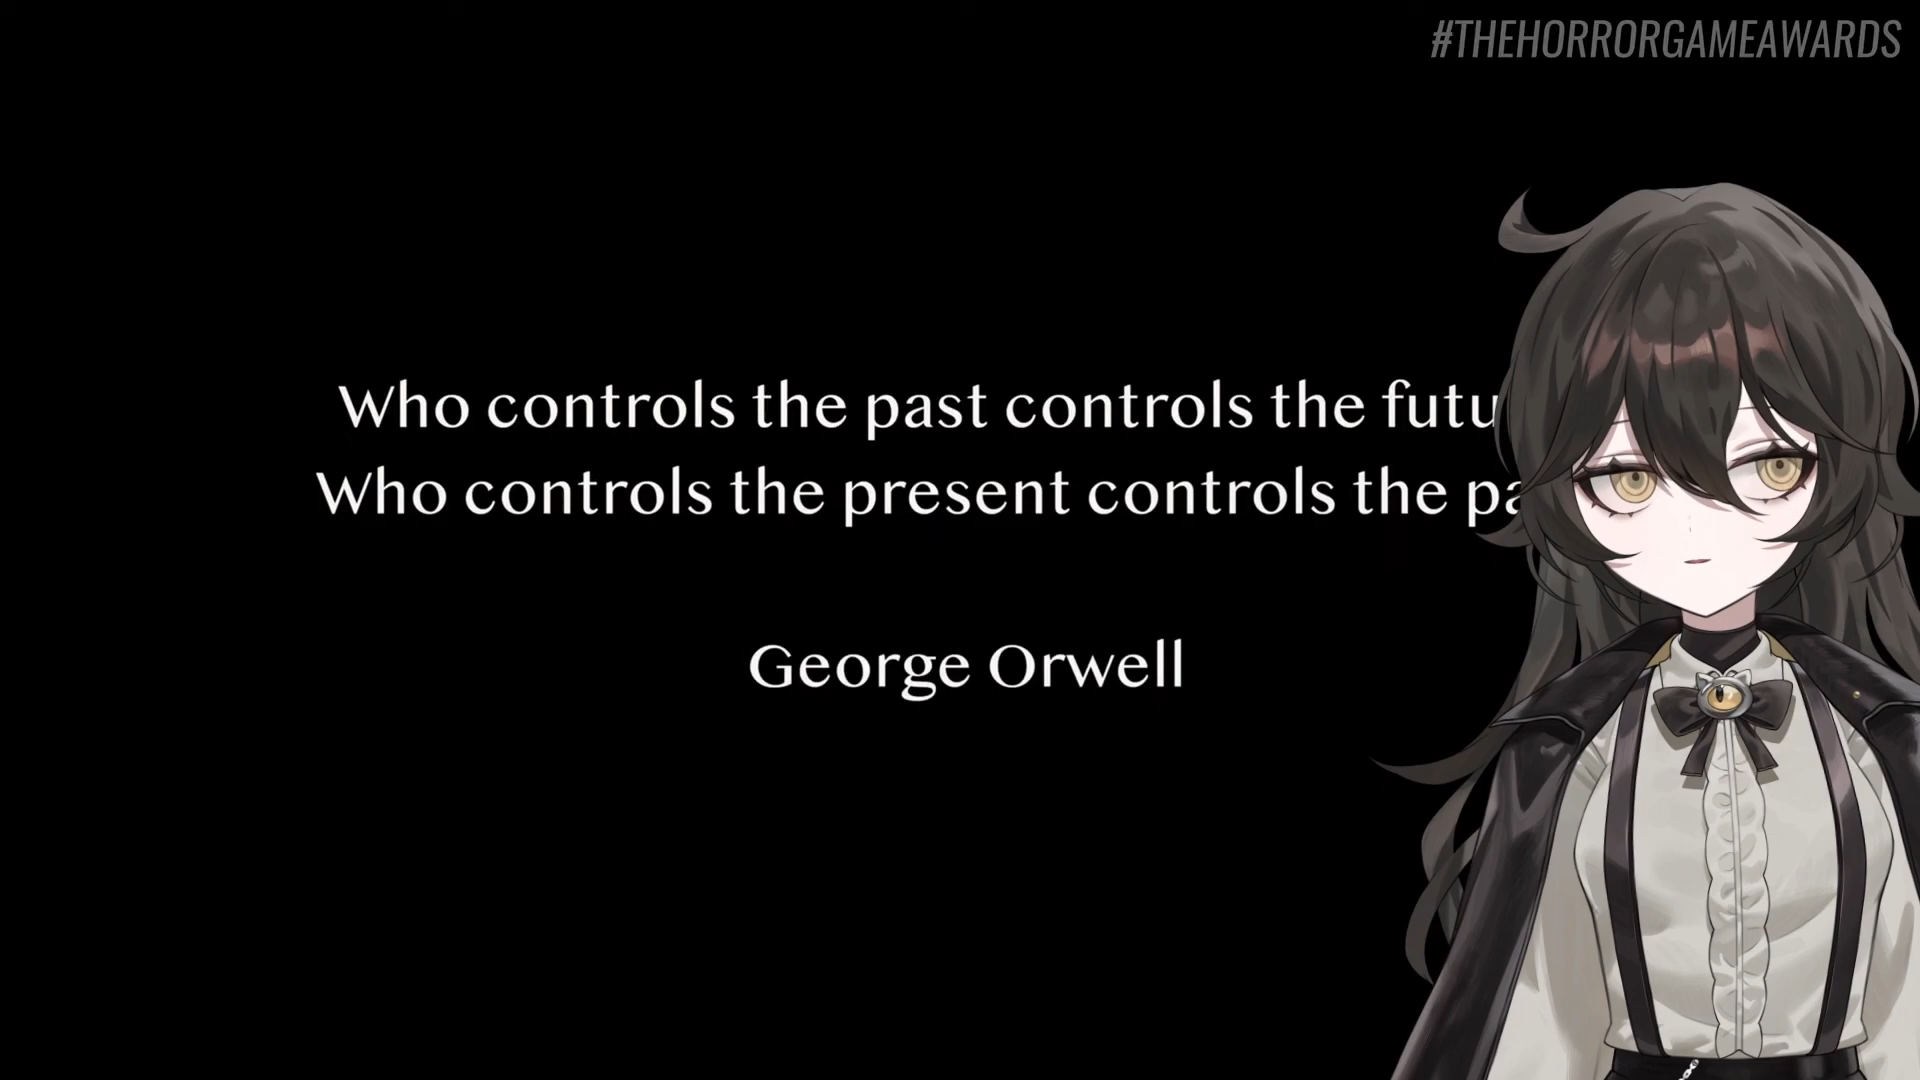 #THEHORRORGAMEAWARDS
Who controls the past controls the futu
Who controls the present controls the pa
George Orwell